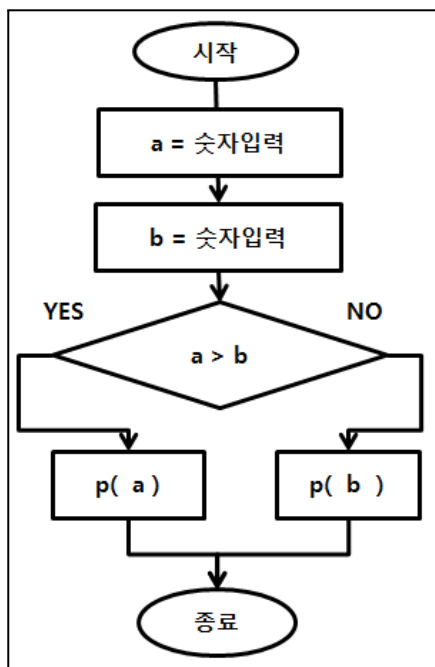 시작
a = 숫자입력
b = 숫자입력
YES NO
a > b
p( a ) p( b )
종료